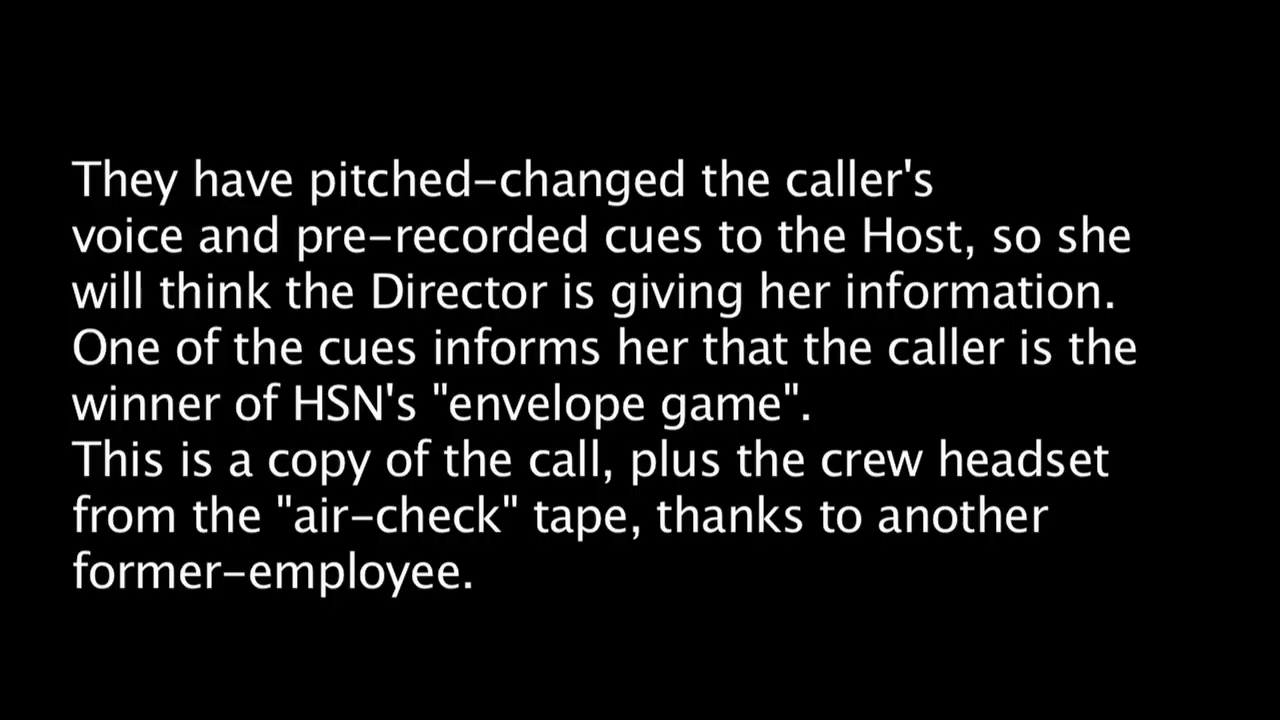 They have pitched-changed the caller's
voice and pre-recorded cues to the Host, so she
will think the Director is giving her information.
One of the cues informs her that the caller is the
winner of HSN's "envelope game".
This is a copy of the call, plus the crew headset
from the "air-check" tape, thanks to another
former-employee.